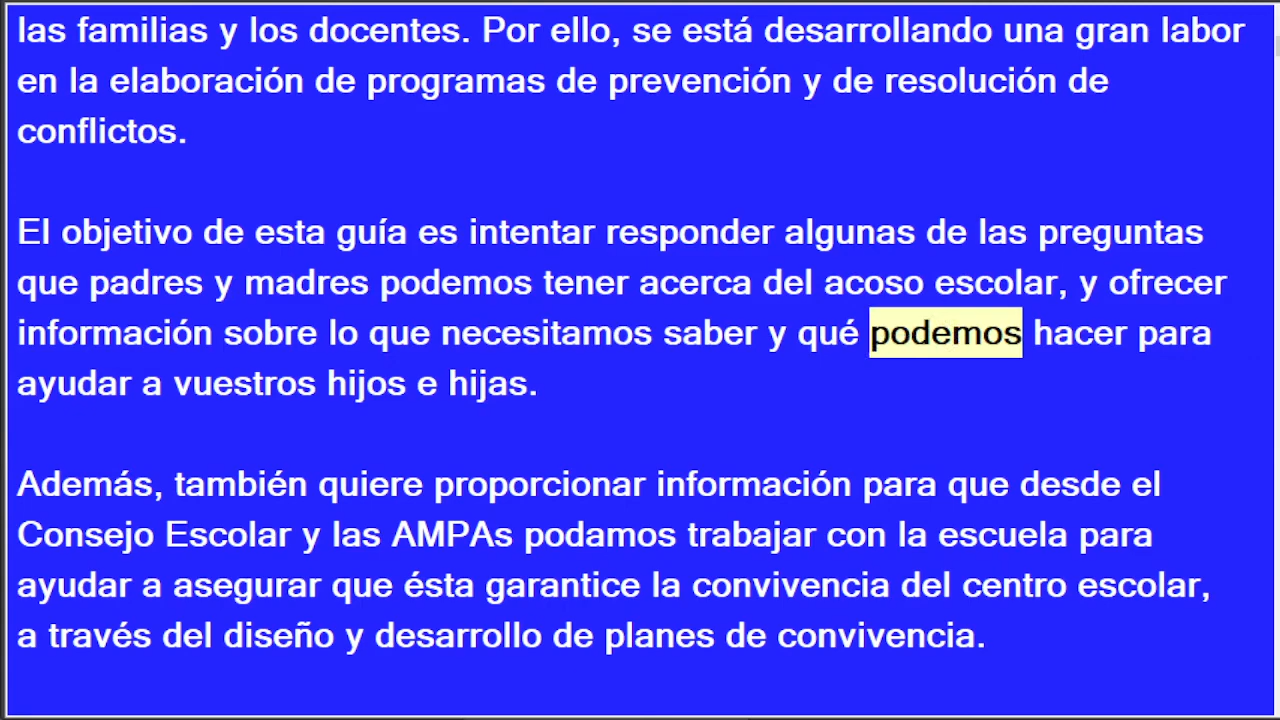 las familias y los docentes. Por ello, se está desarrollando una gran labor
en la elaboración de programas de prevención y de resolución de
conflictos.
El objetivo de esta guía es intentar responder algunas de las preguntas
que padres y madres podemos tener acerca del acoso escolar, y ofrecer
información sobre lo que necesitamos saber y qué podemos hacer para
ayudar a vuestros hijos e hijas.
Además, también quiere proporcionar información para que desde el
Consejo Escolar y las AMPAs podamos trabajar con la escuela para
ayudar a asegurar que ésta garantice la convivencia del centro escolar,
a través del diseño y desarrollo de planes de convivencia.